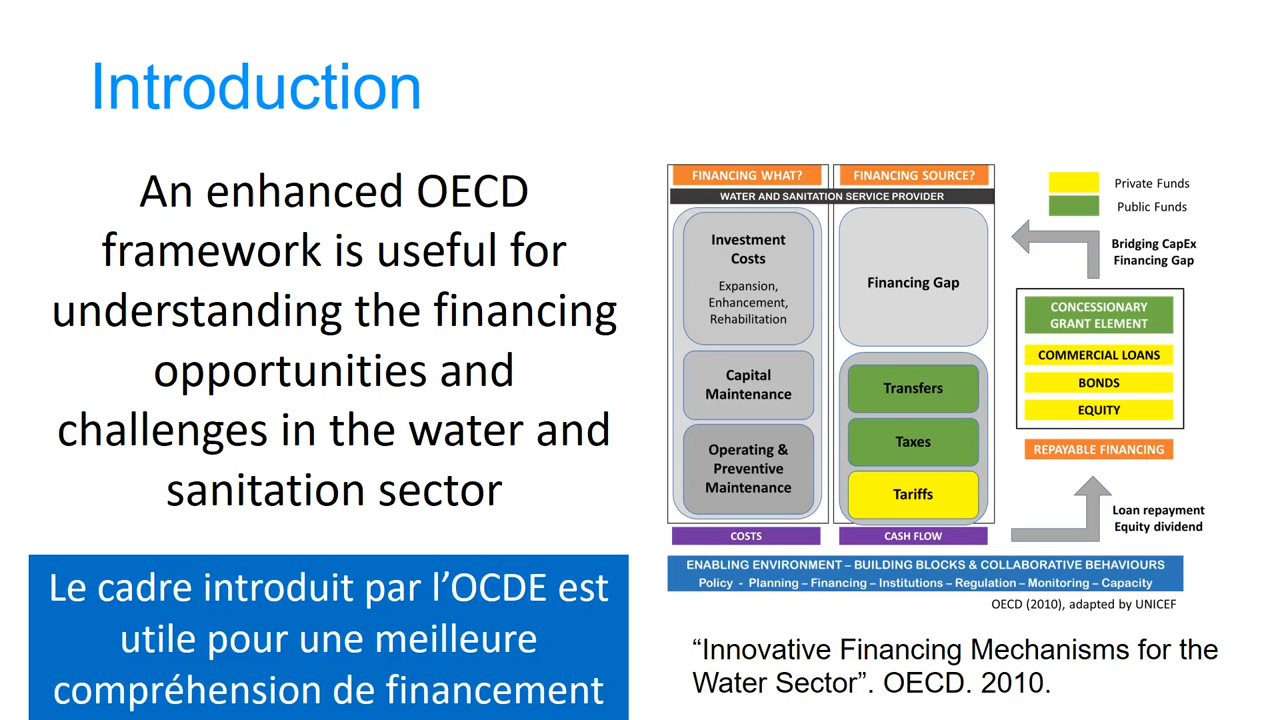 Introduction
An enhanced OECD
framework is useful for
understanding the financing
opportunities and
challenges in the water and
sanitation sector
Le cadre introduit par l’OCDE est
utile pour une meilleure
compréhension de financement
FINANCING WHAT?
FINANCING SOURCE?
WATER AND SANITATION SERVICE PROVIDER
Investment
Costs
Expansion,
Enhancement,
Rehabilitation
Capital
Maintenance
Operating &
Preventive
Maintenance
COSTS
Financing Gap
Transfers
Taxes
Tariffs
CASH FLOW
Private Funds
Public Funds
Bridging CapEx
Financing Gap
CONCESSIONARY
GRANT ELEMENT
COMMERCIAL LOANS
BONDS
EQUITY
REPAYABLE FINANCING
Loan repayment
Equity dividend
ENABLING ENVIRONMENT – BUILDING BLOCKS & COLLABORATIVE BEHAVIOURS
Policy - Planning – Financing – Institutions – Regulation – Monitoring – Capacity
OECD (2010), adapted by UNICEF
“Innovative Financing Mechanisms for the
Water Sector”. OECD. 2010.